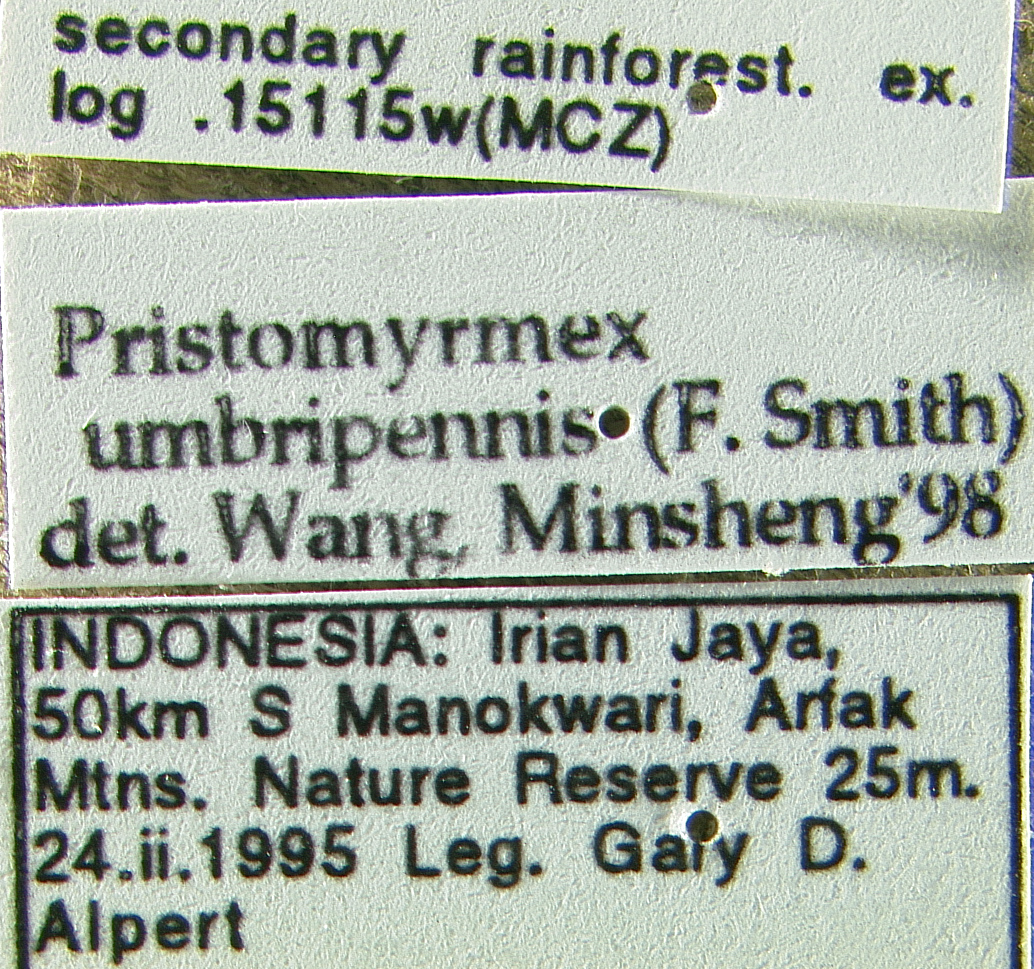 secondary rainforest. ex.
log .15115w(MCZ)
Pristomyrmex
umbripennis (F. Smith)
det. Wang, Minsheng'98
INDONESIA: Irian Jaya,
50km S Manokwari, Arfak
Mtns. Nature Reserve 25m.
24.ii.1995 Leg. Gary D.
Alpert